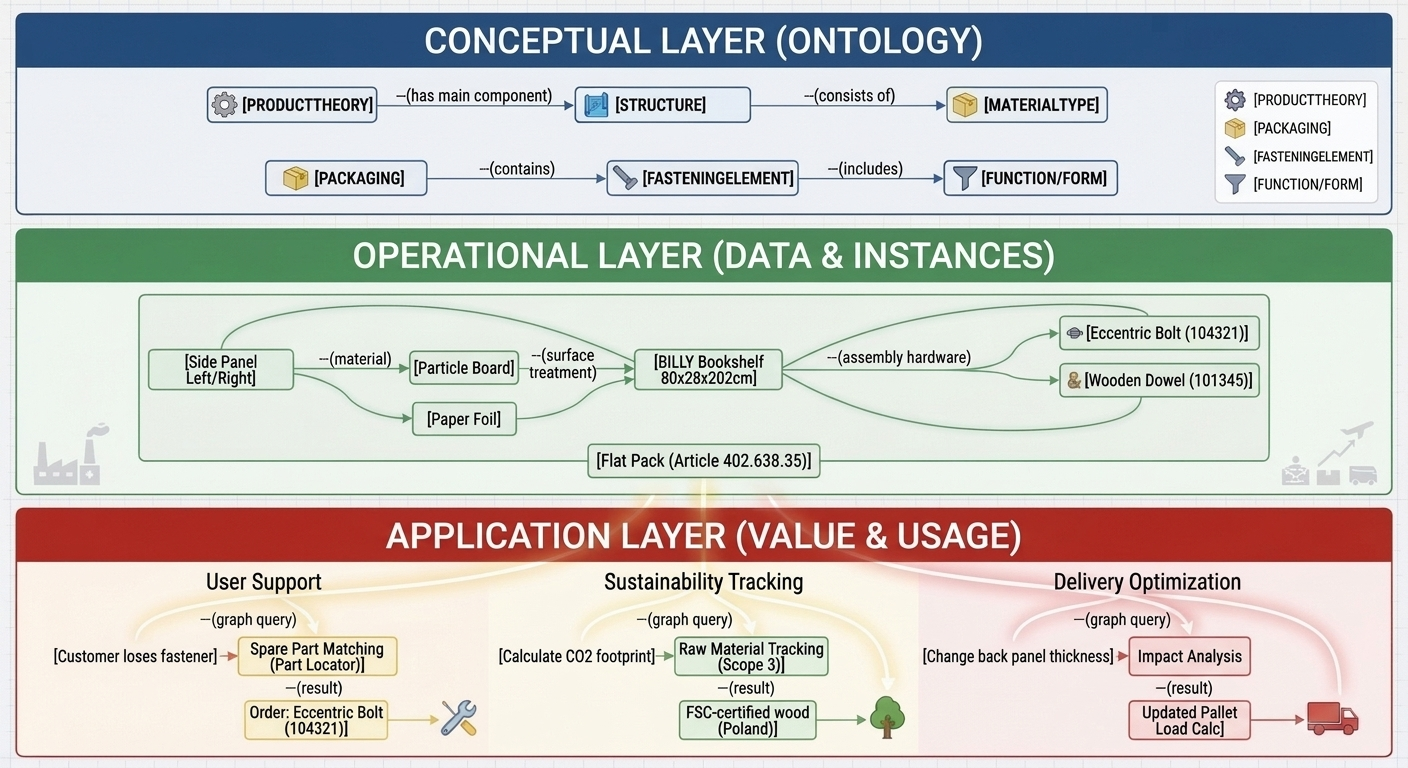 CONCEPTUAL LAYER (ONTOLOGY)
[PRODUCTTHEORY]
--(has main component)
[STRUCTURE]
--(consists of)
[MATERIALTYPE]
[PACKAGING]
--(contains)
[FASTENINGELEMENT]
--(includes)
[FUNCTION/FORM]
[PRODUCTTHEORY]
[PACKAGING]
[FASTENINGELEMENT]
[FUNCTION/FORM]
OPERATIONAL LAYER (DATA & INSTANCES)
[Side Panel
Left/Right]
--(material)
[Particle Board]
--(surface
treatment)
[Paper Foil]
[BILLY Bookshelf
80x28x202cm]
--(assembly hardware)
[Eccentric Bolt (104321)]
[Wooden Dowel (101345)]
[Flat Pack (Article 402.638.35)]
APPLICATION LAYER (VALUE & USAGE)
User Support
--(graph query)
[Customer loses fastener]
Spare Part Matching
(Part Locator)]
--(result)
Order: Eccentric Bolt
(104321)]
Sustainability Tracking
--(graph query)
[Calculate CO2 footprint]
Raw Material Tracking
(Scope 3)]
--(result)
FSC-certified wood
(Poland)]
Delivery Optimization
--(graph query)
[Change back panel thickness]
Impact Analysis
--(result)
Updated Pallet
Load Calc]